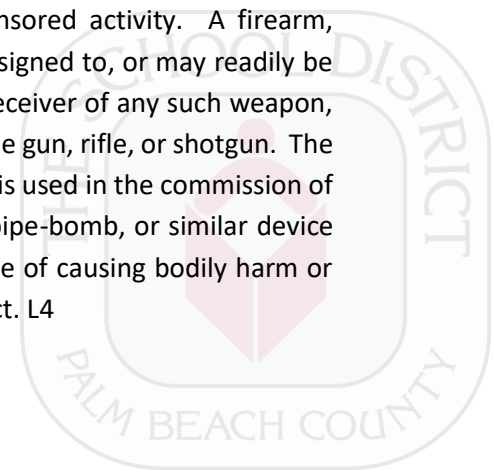 nsored activity. A firearm,
signed to, or may readily be
eceiver of any such weapon,
e gun, rifle, or shotgun. The
is used in the commission of
pipe-bomb, or similar device
e of causing bodily harm or
ct. L4
THE SCHOOL DISTRICT
PALM BEACH COUNTY